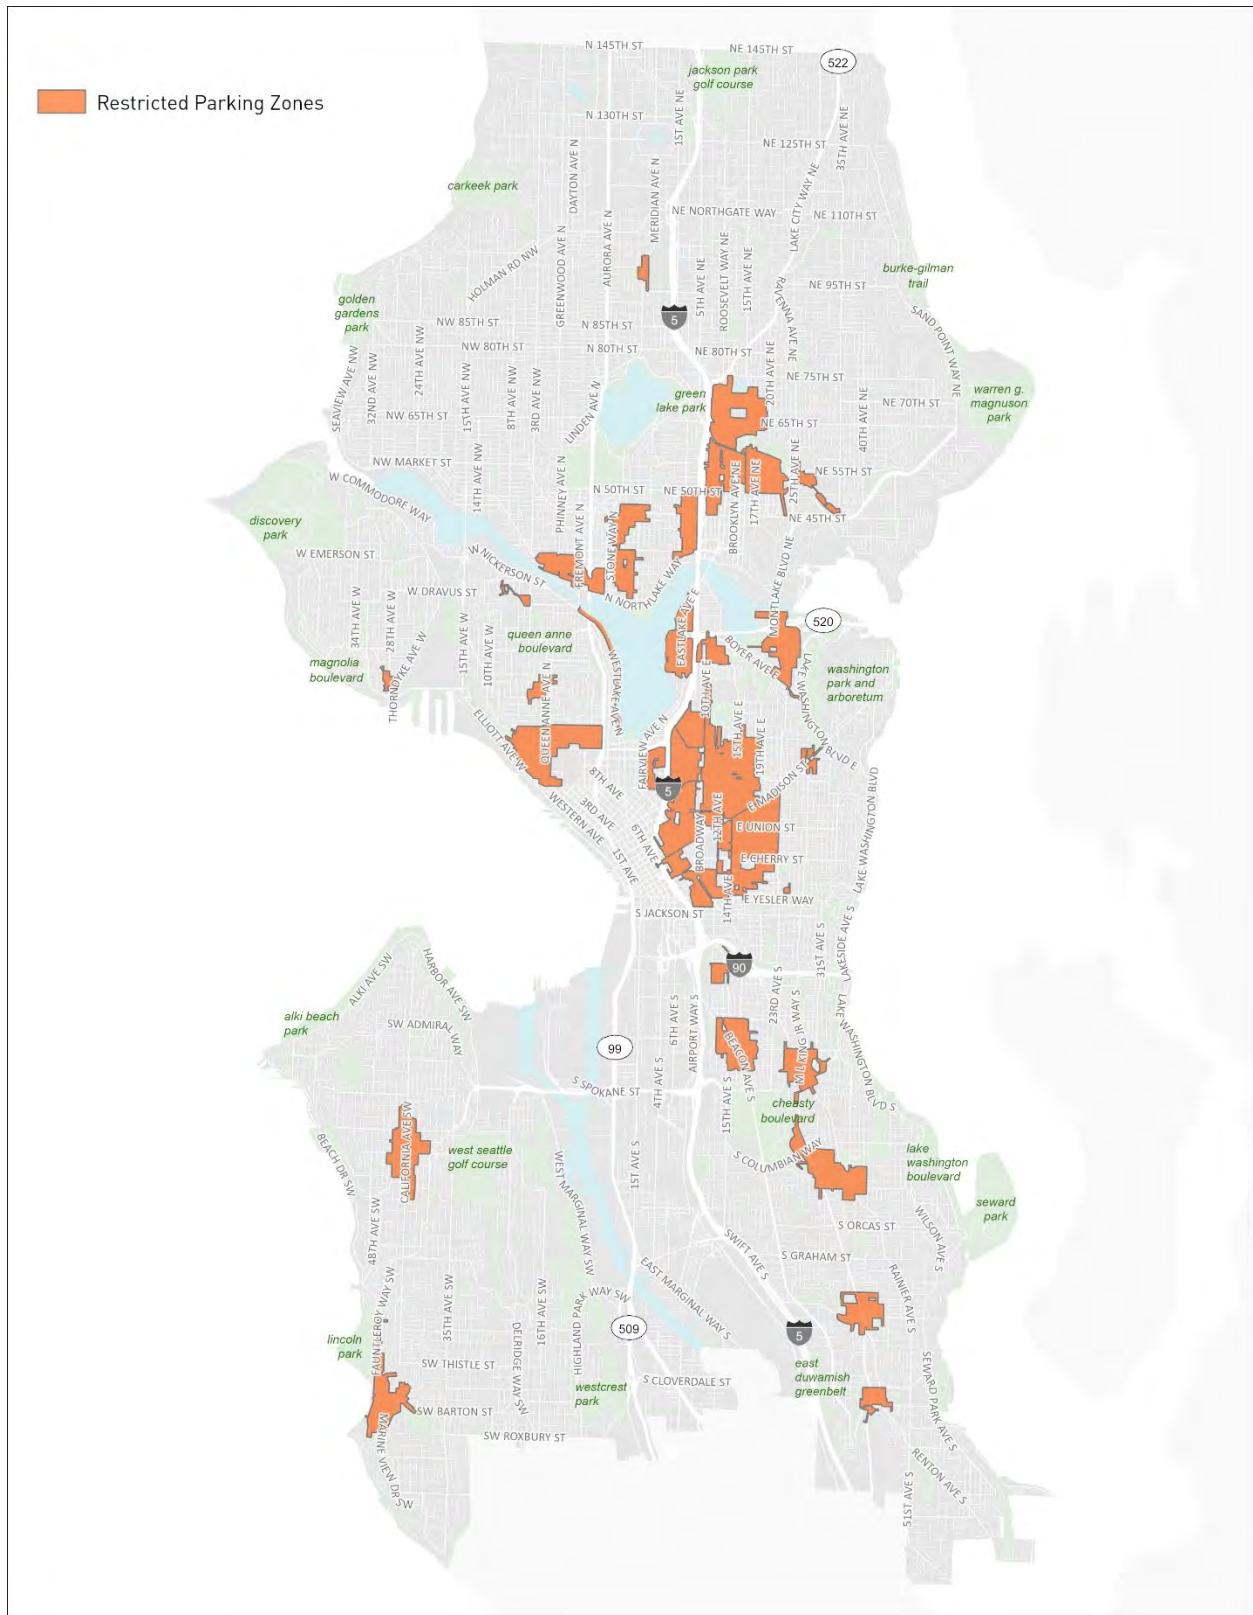 N 145TH ST
NE 145TH ST
522
jackson park
golf course
Restricted Parking Zones
N 130TH ST
1ST AVE NE
35TH AVE NE
NE 125TH ST
DAYTON AVE N
carkeek park
MERIDIAN AVE N
LAKE CITY WAY NE
NE NORTHGATE WAY
NE 110TH ST
AURORA AVE N
GREENWOOD AVE N
HOLMAN RD NW
5TH AVE NE
ROOSEVELT WAY NE
15TH AVE NE
RAVENNA AVE NE
burke-gilman
trail
NE 95TH ST
golden
gardens
park
5
SAND POINT WAY NE
NW 85TH ST
N 85TH ST
NW 80TH ST
N 80TH ST
NE 80TH ST
SEAVIEW AVE NW
32ND AVE NW
24TH AVE NW
15TH AVE NW
8TH AVE NW
3RD AVE NW
LINDEN AVE N
20TH AVE NE
NE 75TH ST
green
lake park
NE 70TH ST
warren g.
magnuson
park
NW 65TH ST
NE 65TH ST
40TH AVE NE
NW MARKET ST
14TH AVE NW
PHINNEY AVE N
25TH AVE NE
NE 55TH ST
W COMMODORE WAY
N 50TH ST
NE 50TH ST
BROOKLYN AVE NE
17TH AVE NE
NE 45TH ST
discovery
park
W EMERSON ST
W NICKERSON ST
FREMONT AVE N
STONE WAY N
MONTLAKE BLVD NE
W DRAVUS ST
N NORTHLAKE WAY
34TH AVE W
28TH AVE W
EASTLAKE AVE E
520
queen anne
boulevard
BOYER AVE E
magnolia
boulevard
THORNDYKE AVE W
15TH AVE W
10TH AVE W
QUEEN ANNE AVE N
WESTLAKE AVE N
10TH AVE E
LAKE WASHINGTON BLVD E
washington
park and
arboretum
ELLIOTT AVE W
FAIRVIEW AVE N
15TH AVE E
19TH AVE E
8TH AVE
5
E MADISON ST
WESTERN AVE
3RD AVE
6TH AVE
1ST AVE
BROADWAY
12TH AVE
E UNION ST
E CHERRY ST
LAKE WASHINGTON BLVD
14TH AVE
E YESLER WAY
S JACKSON ST
31ST AVE S
LAKESIDE AVE S
90
ALKI AVE SW
HARBOR AVE SW
alki beach
park
SW ADMIRAL WAY
6TH AVE S
AIRPORT WAY S
23RD AVE S
M L KING JR WAY S
LAKE WASHINGTON BLVD S
99
4TH AVE S
BEACON AVE S
S SPOKANE ST
15TH AVE S
cheasty
boulevard
BEACH DR SW
CALIFORNIA AVE SW
west seattle
golf course
WEST MARGINAL WAY SW
1ST AVE S
S COLUMBIAN WAY
lake
washington
boulevard
seward
park
48TH AVE SW
S ORCAS ST
WILSON AVE S
SWIFT AVE S
S GRAHAM ST
EAST MARGINAL WAY S
RAINIER AVE S
FAUNTLEROY WAY SW
35TH AVE SW
16TH AVE SW
HIGHLAND PARK WAY SW
509
5
lincoln
park
DELRIDGE WAY SW
SW THISTLE ST
westcrest
park
S CLOVERDALE ST
east
duwamish
greenbelt
SEWARD PARK AVE S
SW BARTON ST
MARINE VIEW DR SW
SW ROXBURY ST
RENTON AVE S
51ST AVE S